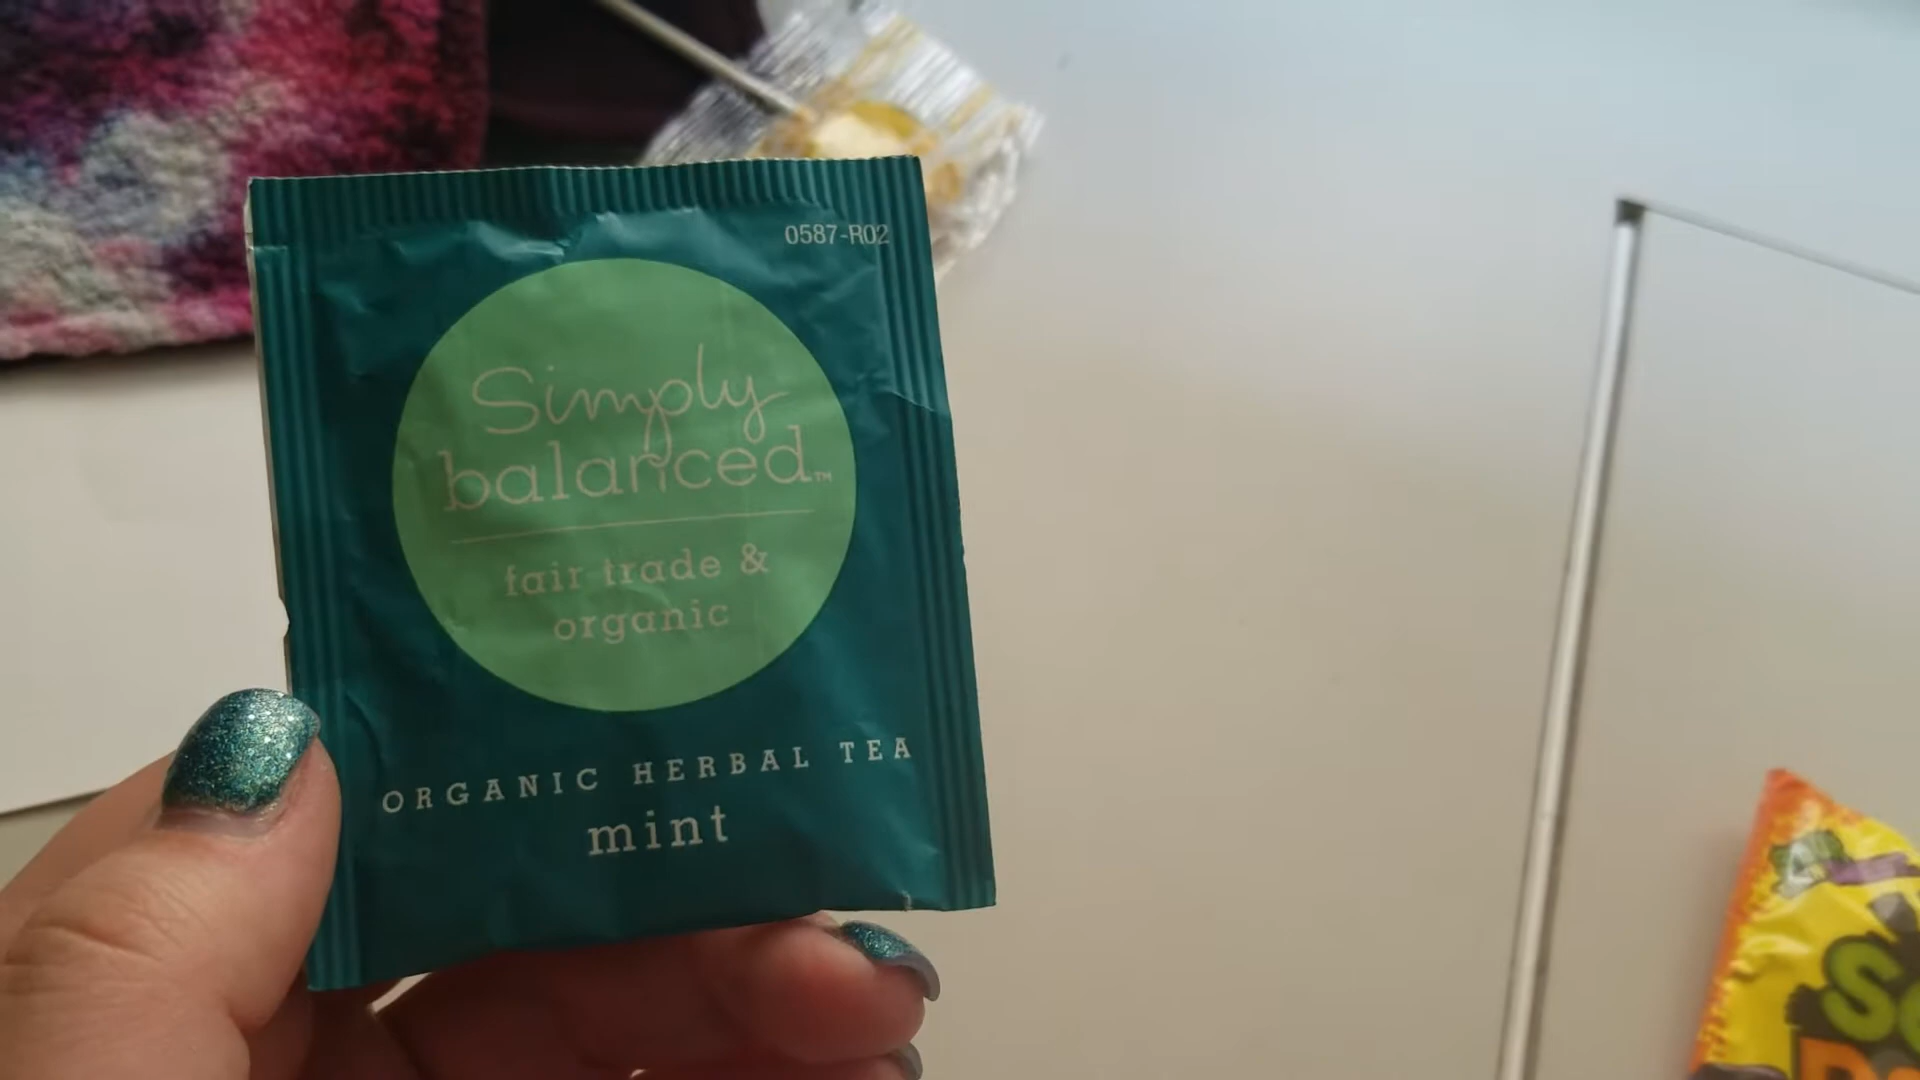 0587-R02
Simply
balanced™
fair trade &
organic
ORGANIC HERBAL TEA
mint